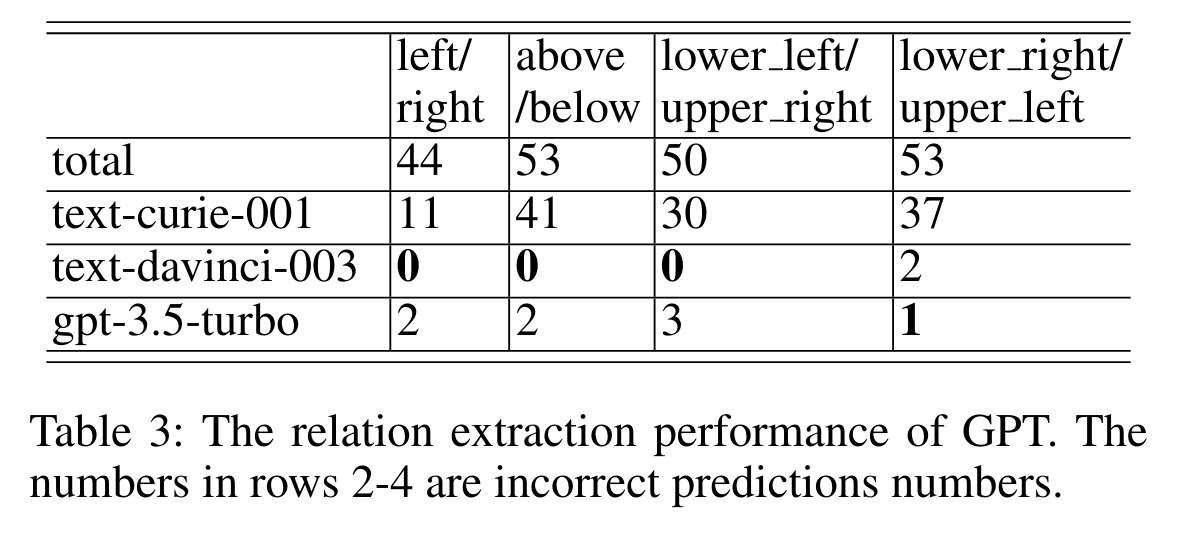 left/ above lower_left/ lower_right/
right /below upper_right upper_left
total 44 53 50 53
text-curie-001 11 41 30 37
text-davinci-003 0 0 0 2
gpt-3.5-turbo 2 2 3 1
Table 3: The relation extraction performance of GPT. The
numbers in rows 2-4 are incorrect predictions numbers.